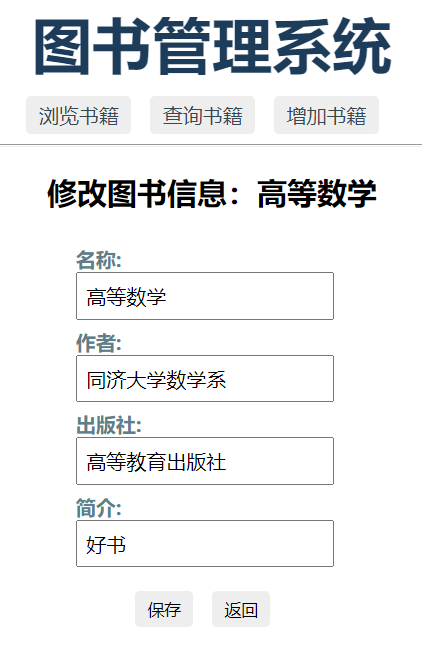 图书管理系统
浏览书籍 查询书籍 增加书籍
修改图书信息：高等数学
名称:
高等数学
作者:
同济大学数学系
出版社:
高等教育出版社
简介:
好书
保存 返回